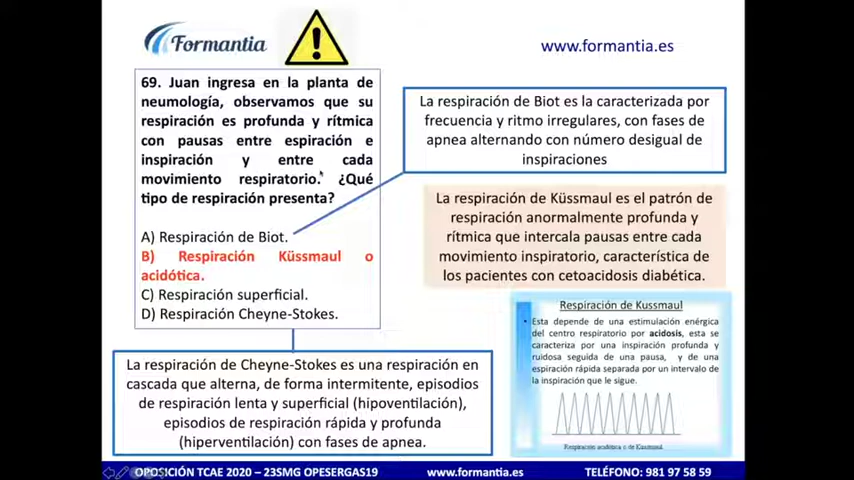 Formantia
www.formantia.es
69. Juan ingresa en la planta de
neumología, observamos que su
respiración es profunda y rítmica
con pausas entre espiración e
inspiración y entre cada
movimiento respiratorio. ¿Qué
tipo de respiración presenta?
A) Respiración de Biot.
B) Respiración Küssmaul o
acidótica.
C) Respiración superficial.
D) Respiración Cheyne-Stokes.
La respiración de Biot es la caracterizada por
frecuencia y ritmo irregulares, con fases de
apnea alternando con número desigual de
inspiraciones
La respiración de Küssmaul es el patrón de
respiración anormalmente profunda y
rítmica que intercala pausas entre cada
movimiento inspiratorio, característica de
los pacientes con cetoacidosis diabética.
Respiración de Kussmaul
• Esta depende de una estimulación enérgica
del centro respiratorio por acidosis, esta se
caracteriza por una inspiración profunda y
ruidosa seguida de una pausa, y de una
espiración rápida separada por un intervalo de
la inspiración que le sigue.
Respiración acidótica o de Kussmaul.
La respiración de Cheyne-Stokes es una respiración en
cascada que alterna, de forma intermitente, episodios
de respiración lenta y superficial (hipoventilación),
episodios de respiración rápida y profunda
(hiperventilación) con fases de apnea.
OPOSICIÓN TCAE 2020 – 23SMG OPESERGAS19
www.formantia.es
TELÉFONO: 981 97 58 59